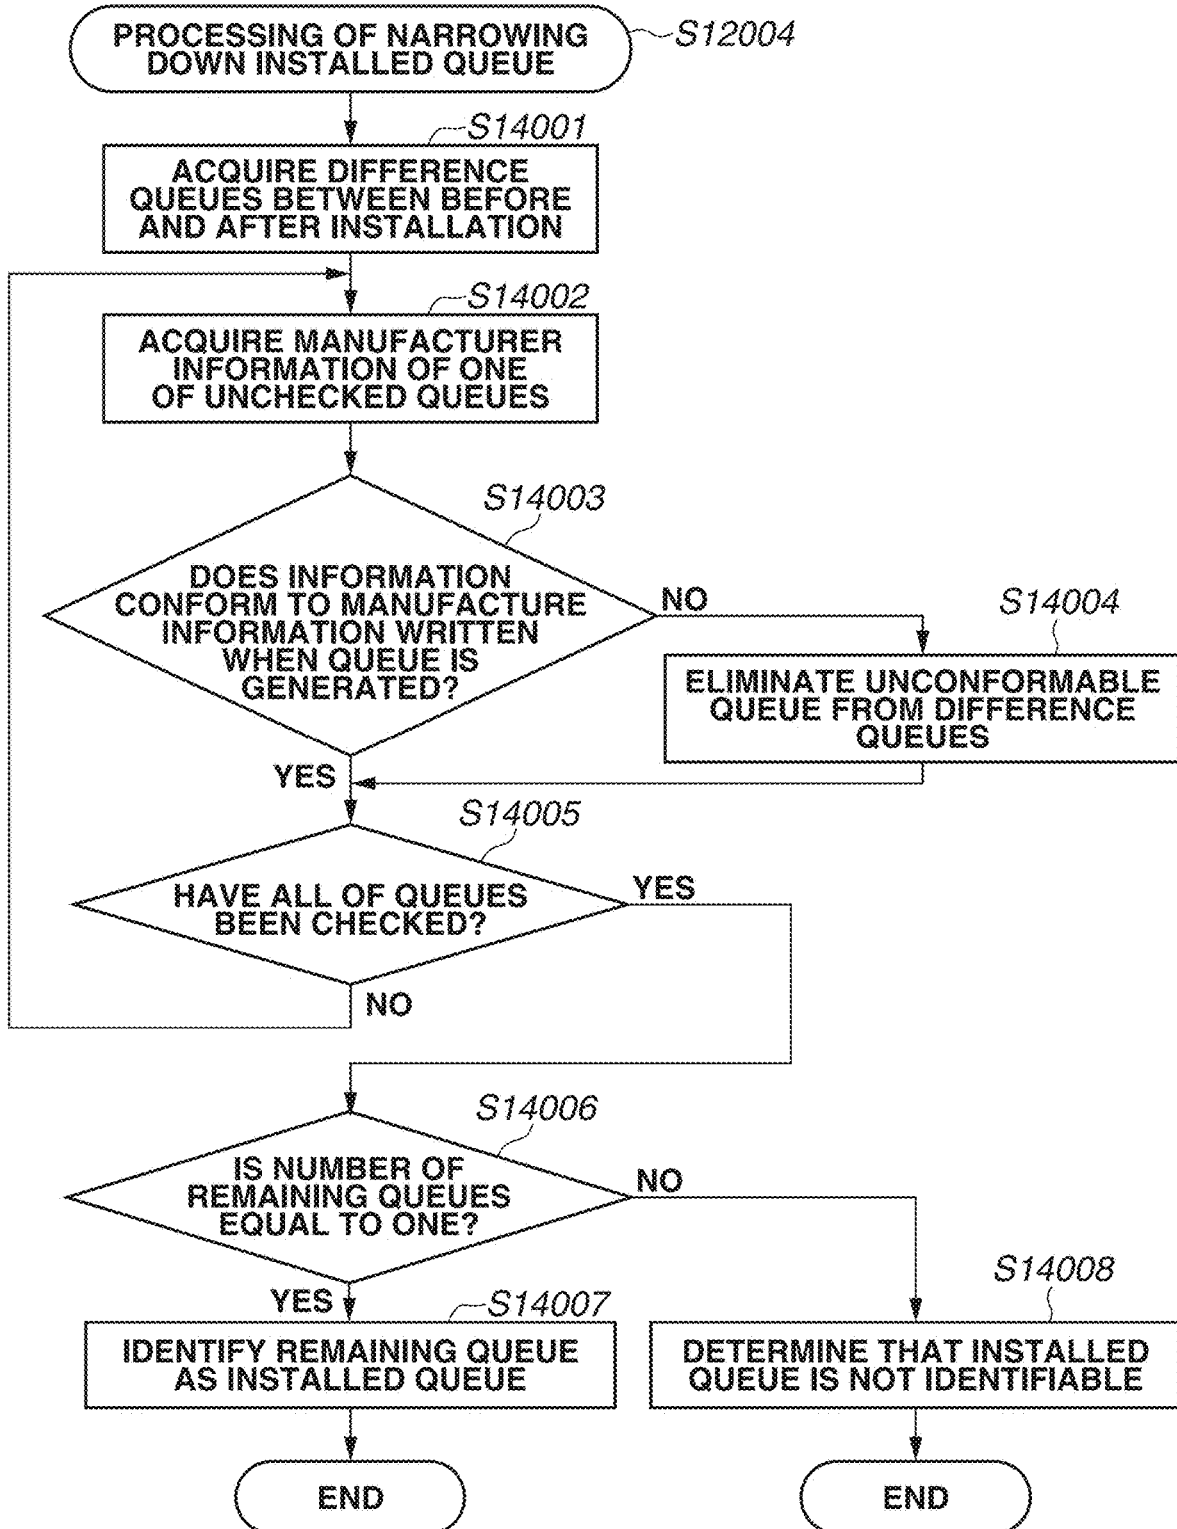 PROCESSING OF NARROWING
DOWN INSTALLED QUEUE
S12004
S14001
ACQUIRE DIFFERENCE
QUEUES BETWEEN BEFORE
AND AFTER INSTALLATION
S14002
ACQUIRE MANUFACTURER
INFORMATION OF ONE
OF UNCHECKED QUEUES
S14003
DOES INFORMATION
CONFORM TO MANUFACTURE
INFORMATION WRITTEN
WHEN QUEUE IS
GENERATED?
NO
S14004
ELIMINATE UNCONFORMABLE
QUEUE FROM DIFFERENCE
QUEUES
YES
S14005
HAVE ALL OF QUEUES
BEEN CHECKED?
YES
NO
S14006
IS NUMBER OF
REMAINING QUEUES
EQUAL TO ONE?
NO
YES
S14007
IDENTIFY REMAINING QUEUE
AS INSTALLED QUEUE
S14008
DETERMINE THAT INSTALLED
QUEUE IS NOT IDENTIFIABLE
END
END